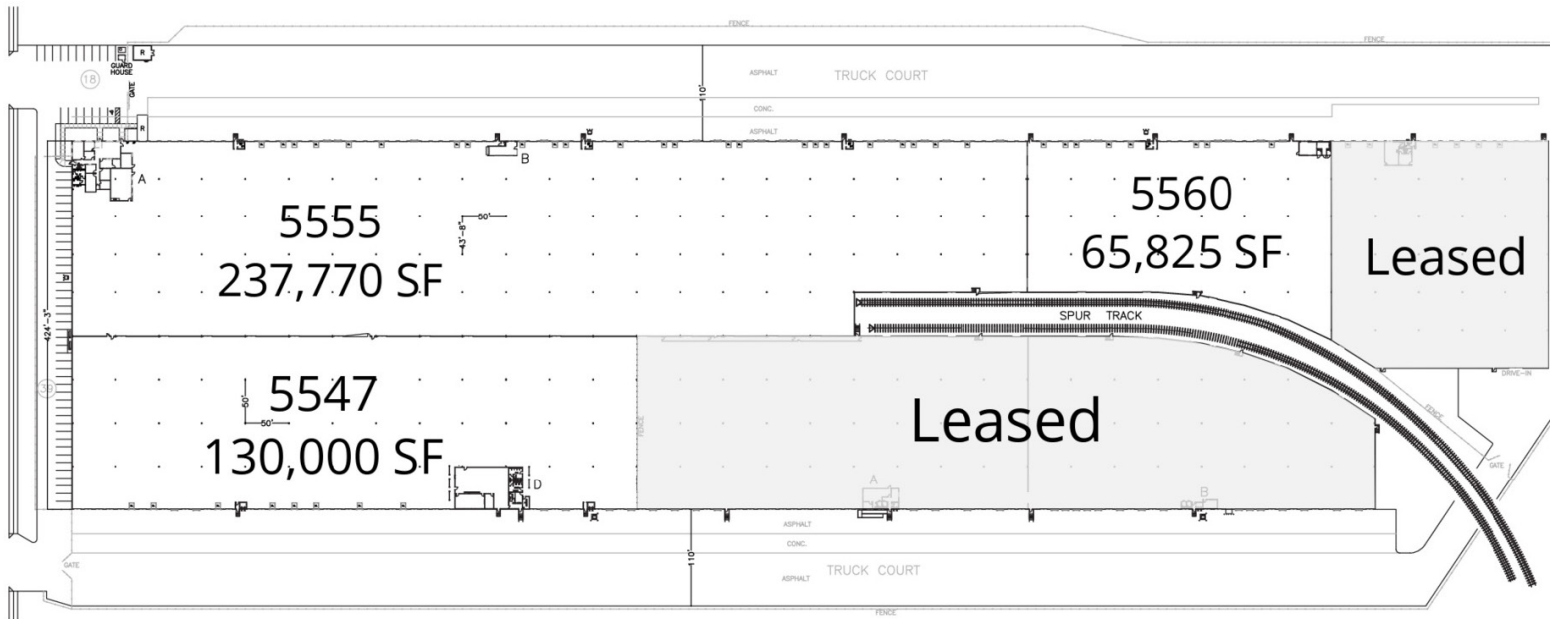 FENCE
FENCE
R
GUARD
HOUSE
18
GATE
ASPHALT
TRUCK COURT
110'
CONC.
R
ASPHALT
A
B
5555
237,770 SF
50'
43'-8"
5560
65,825 SF
Leased
SPUR TRACK
424'-3"
39
5547
130,000 SF
50'
50'
D
FENCE
Leased
A
B
DRIVE-IN
FENCE
GATE
ASPHALT
CONC.
110'
GATE
ASPHALT
TRUCK COURT
FENCE